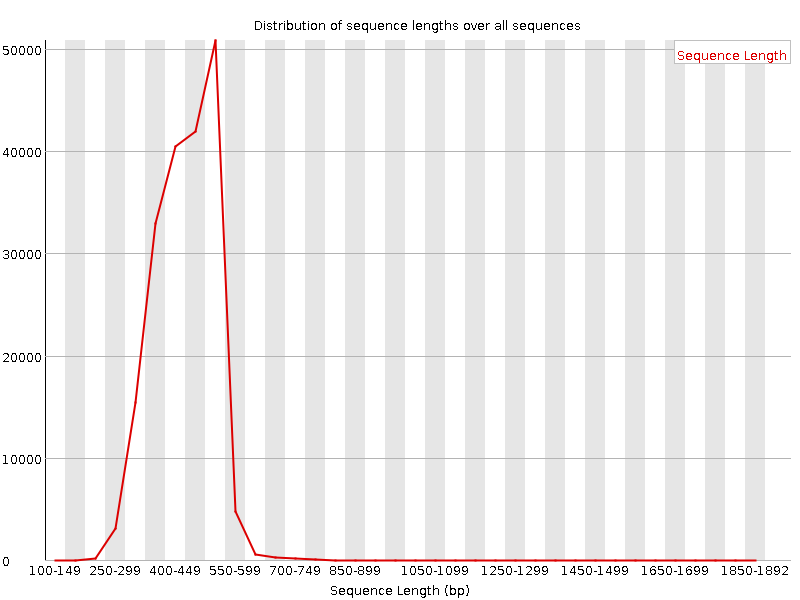 Distribution of sequence lengths over all sequences
Sequence Length
50000
40000
30000
20000
10000
0
100-149 250-299 400-449 550-599 700-749 850-899 1050-1099 1250-1299 1450-1499 1650-1699 1850-1892
Sequence Length (bp)